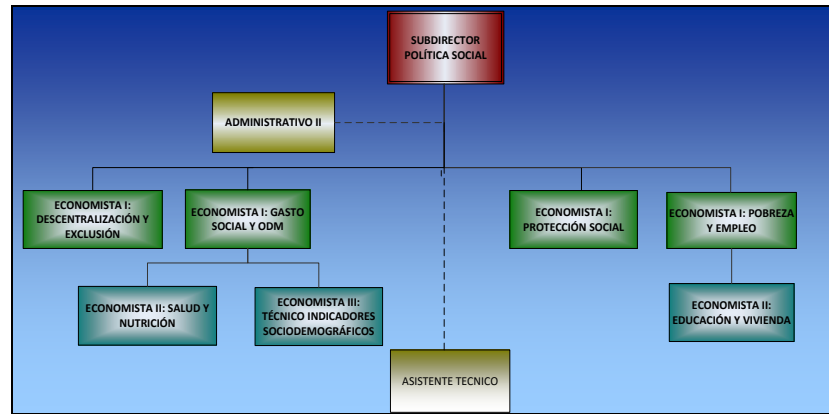 SUBDIRECTOR
POLÍTICA SOCIAL
ADMINISTRATIVO II
ECONOMISTA I:
DESCENTRALIZACIÓN Y
EXCLUSIÓN
ECONOMISTA I: GASTO
SOCIAL Y ODM
ECONOMISTA I:
PROTECCIÓN SOCIAL
ECONOMISTA I: POBREZA
Y EMPLEO
ECONOMISTA II: SALUD Y
NUTRICIÓN
ECONOMISTA III:
TÉCNICO INDICADORES
SOCIODEMOGRÁFICOS
ECONOMISTA II:
EDUCACIÓN Y VIVIENDA
ASISTENTE TECNICO